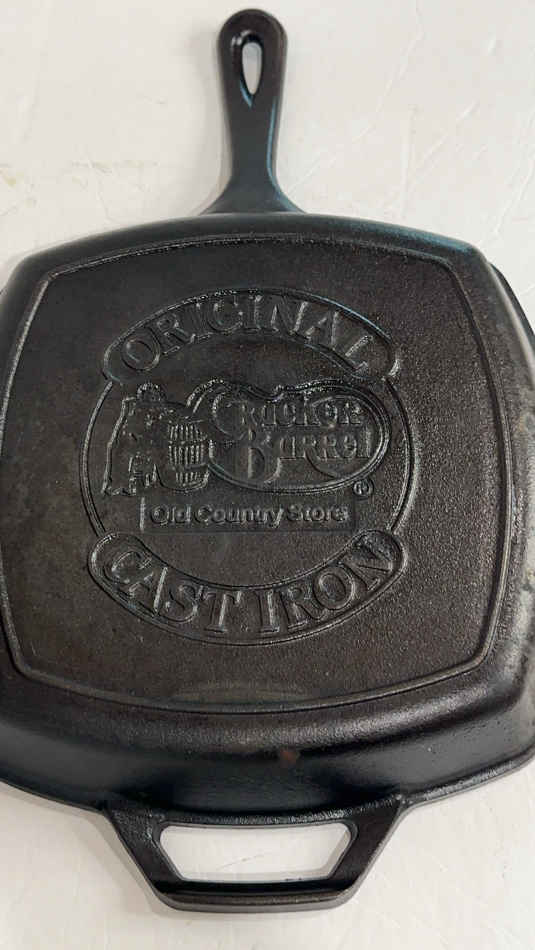 ORIGINAL
Cracker
Barrel
®
Old Country Store
CAST IRON